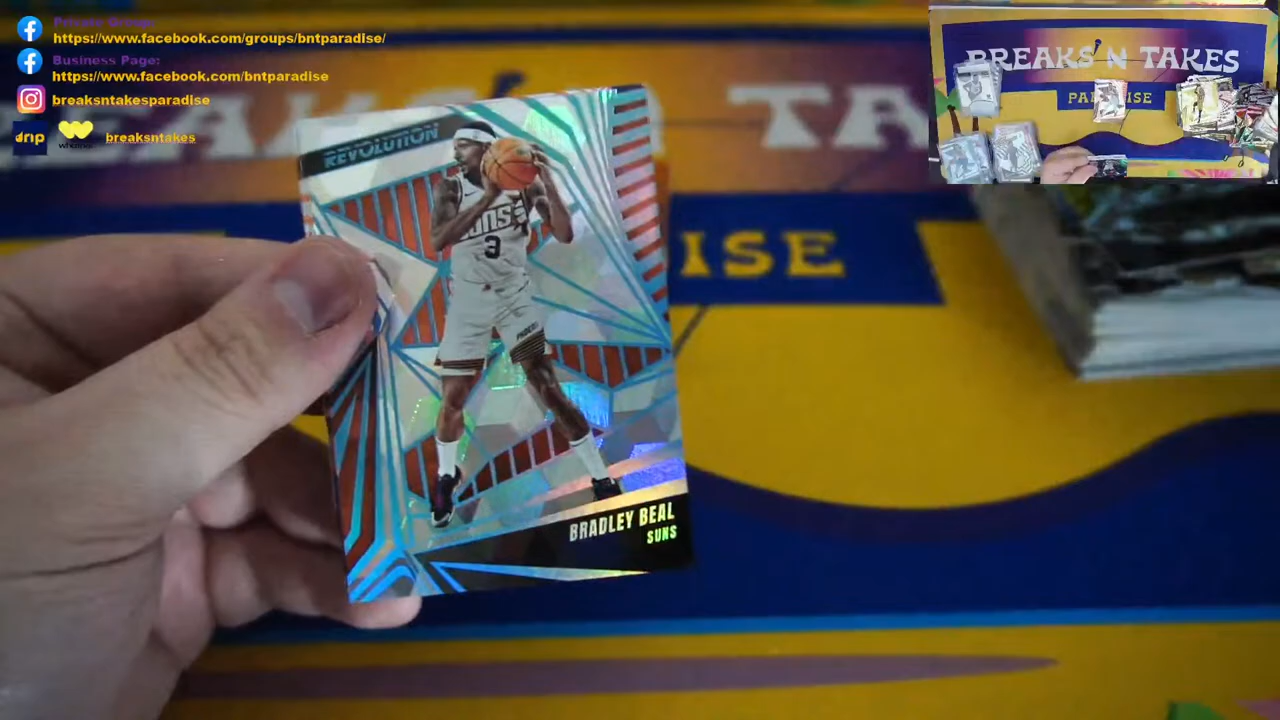 Private Group:
https://www.facebook.com/groups/bntparadise/
Business Page:
https://www.facebook.com/bntparadise
breaksntakesparadise
drip
whatnot
breaksntakes
BREAKS'N TAKES
PARADISE
REVOLUTION
SUNS
3
BRADLEY BEAL
SUNS
ISE